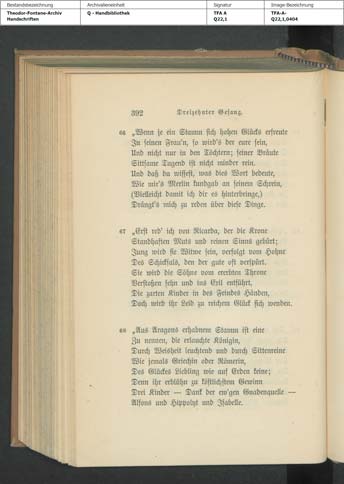 Bestandsbezeichnung Archivalieneinheit Signatur Image-Bezeichnung
Theodor-Fontane-Archiv Q - Handbibliothek TFA A TFA-A-
Handschriften Q22,1 Q22,1,0404
392 Dreizehnter Gesang.
66 „Wenn je ein Stamm sich hohen Glücks erfreute
In seinen Frau'n, so wird's der eure sein,
Und nicht nur in den Töchtern; seiner Bräute
Sittsame Tugend ist nicht minder rein.
Und daß du wissest, was dies Wort bedeute,
Wie mir's Merlin kundgab an seinem Schrein,
(Vielleicht damit ich dir es hinterbringe,)
Drängt's mich zu reden über diese Dinge.
67 „Erst red' ich von Ricarda, der die Krone
Standhaften Muts und reinen Sinns gebürt;
Jung wird sie Witwe sein, verfolgt vom Hohne
Des Schicksals, den der gute oft verspürt.
Sie wird die Söhne vom ererbten Throne
Verstoßen sehn und ins Exil entführt,
Die zarten Kinder in des Feindes Händen,
Doch wird ihr Leid zu reichem Glück sich wenden.
68 „Aus Aragons erhabnem Stamm ist eine
Zu nennen, die erlauchte Königin,
Durch Weisheit leuchtend und durch Sittenreine
Wie jemals Griechin oder Römerin,
Des Glückes Liebling wie auf Erden keine;
Denn ihr erblühn zu köstlichstem Gewinn
Drei Kinder — Dank der ew'gen Gnadenquelle —
Alfons und Hippolyt und Isabelle.